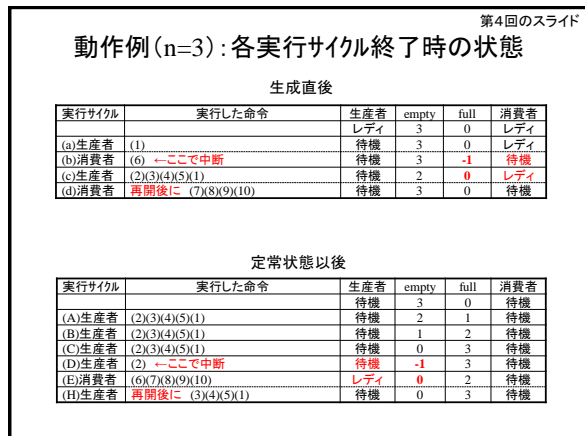 第4回のスライド
動作例(n=3):各実行サイクル終了時の状態
生成直後
実行サイクル 実行した命令 生産者 empty full 消費者
レディ 3 0 レディ
(a)生産者 (1) 待機 3 0 レディ
(b)消費者 (6) ←ここで中断 待機 3 -1 待機
(c)生産者 (2)(3)(4)(5)(1) 待機 2 0 レディ
(d)消費者 再開後に (7)(8)(9)(10) 待機 3 0 待機
定常状態以後
実行サイクル 実行した命令 生産者 empty full 消費者
待機 3 0 待機
(A)生産者 (2)(3)(4)(5)(1) 待機 2 1 待機
(B)生産者 (2)(3)(4)(5)(1) 待機 1 2 待機
(C)生産者 (2)(3)(4)(5)(1) 待機 0 3 待機
(D)生産者 (2) ←ここで中断 待機 -1 3 待機
(E)消費者 (6)(7)(8)(9)(10) レディ 0 2 待機
(H)生産者 再開後に (3)(4)(5)(1) 待機 0 3 待機